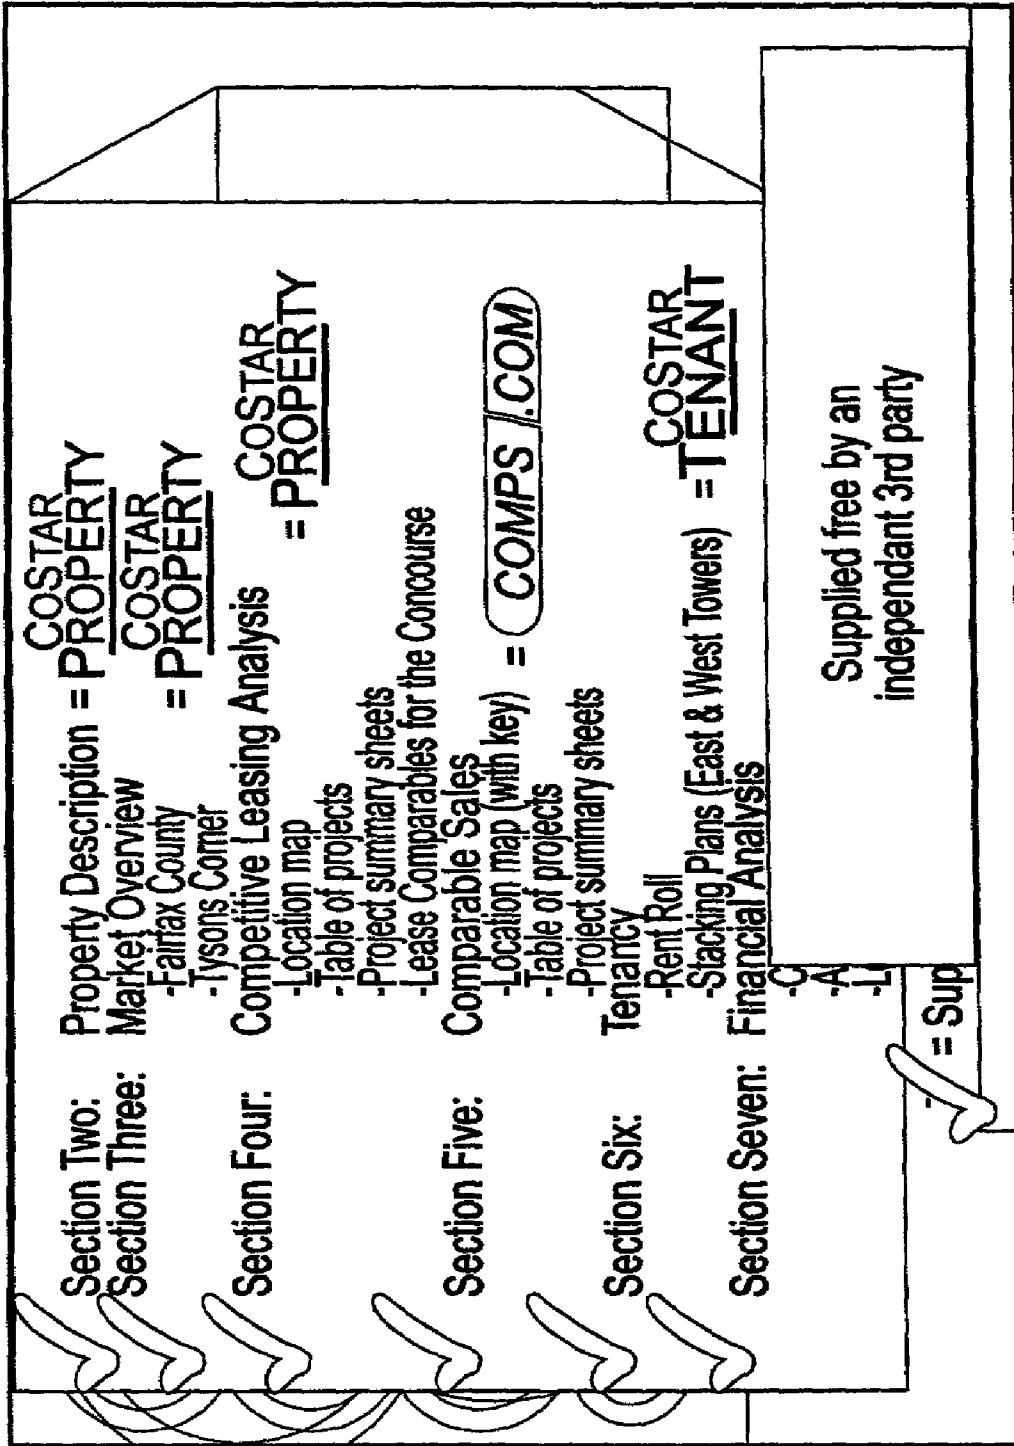 Section Two: Property Description = COSTAR PROPERTY
Section Three: Market Overview = COSTAR PROPERTY
-Fairfax County
-Tysons Corner
Section Four: Competitive Leasing Analysis = COSTAR PROPERTY
-Location map
-Table of projects
-Project summary sheets
-Lease Comparables for the Concourse
Section Five: Comparable Sales
-Location map (with key) = COMPS .COM
-Table of projects
-Project summary sheets
Section Six: Tenancy
-Rent Roll
-Stacking Plans (East & West Towers) = COSTAR TENANT
Section Seven: Financial Analysis
-C
-A
= Sup
Supplied free by an
independant 3rd party